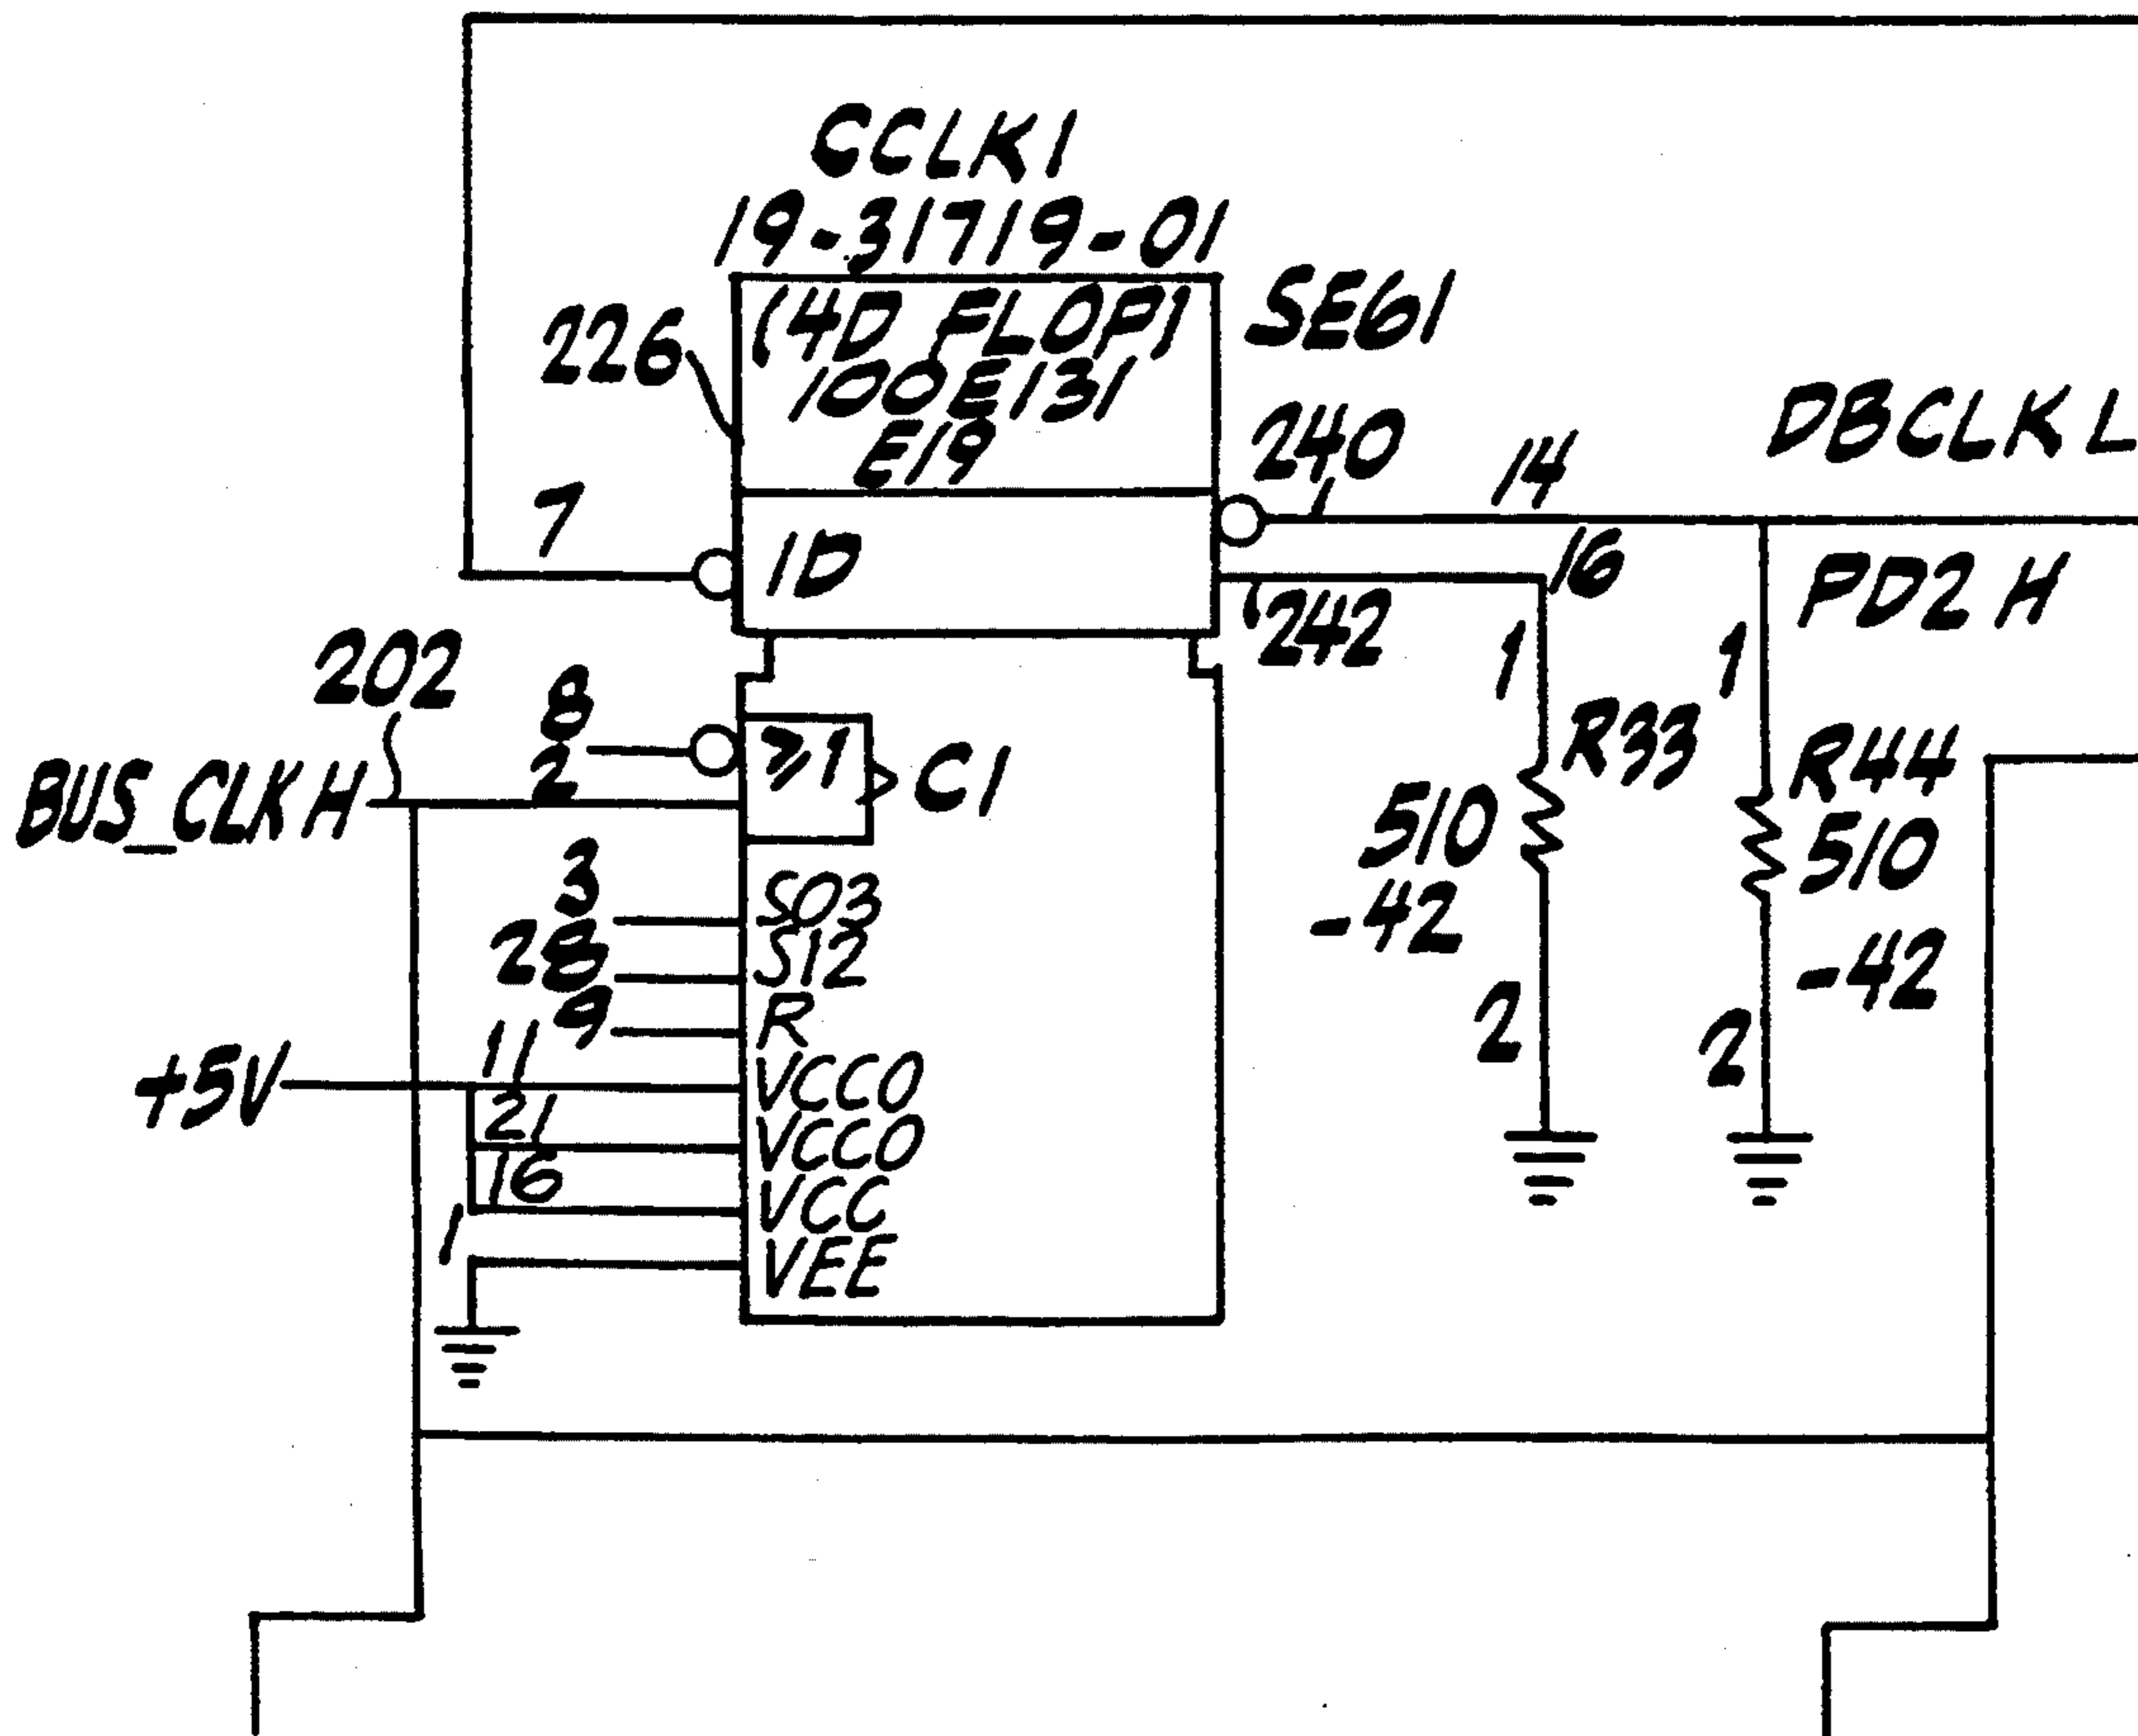 CCLK1
19-31719-01
SE61
226
(4D FLOP)
100E131
E19
240
14
DBCLK L
7
1D
16
PD2 H
242
202
8
1
1
2
≥1
C1
R33
R44
BUS_CLK H
510
510
3
S03
-42
-42
28
S12
9
R
2
2
+5V
11
VCCO
21
VCCO
16
VCC
1
VEE